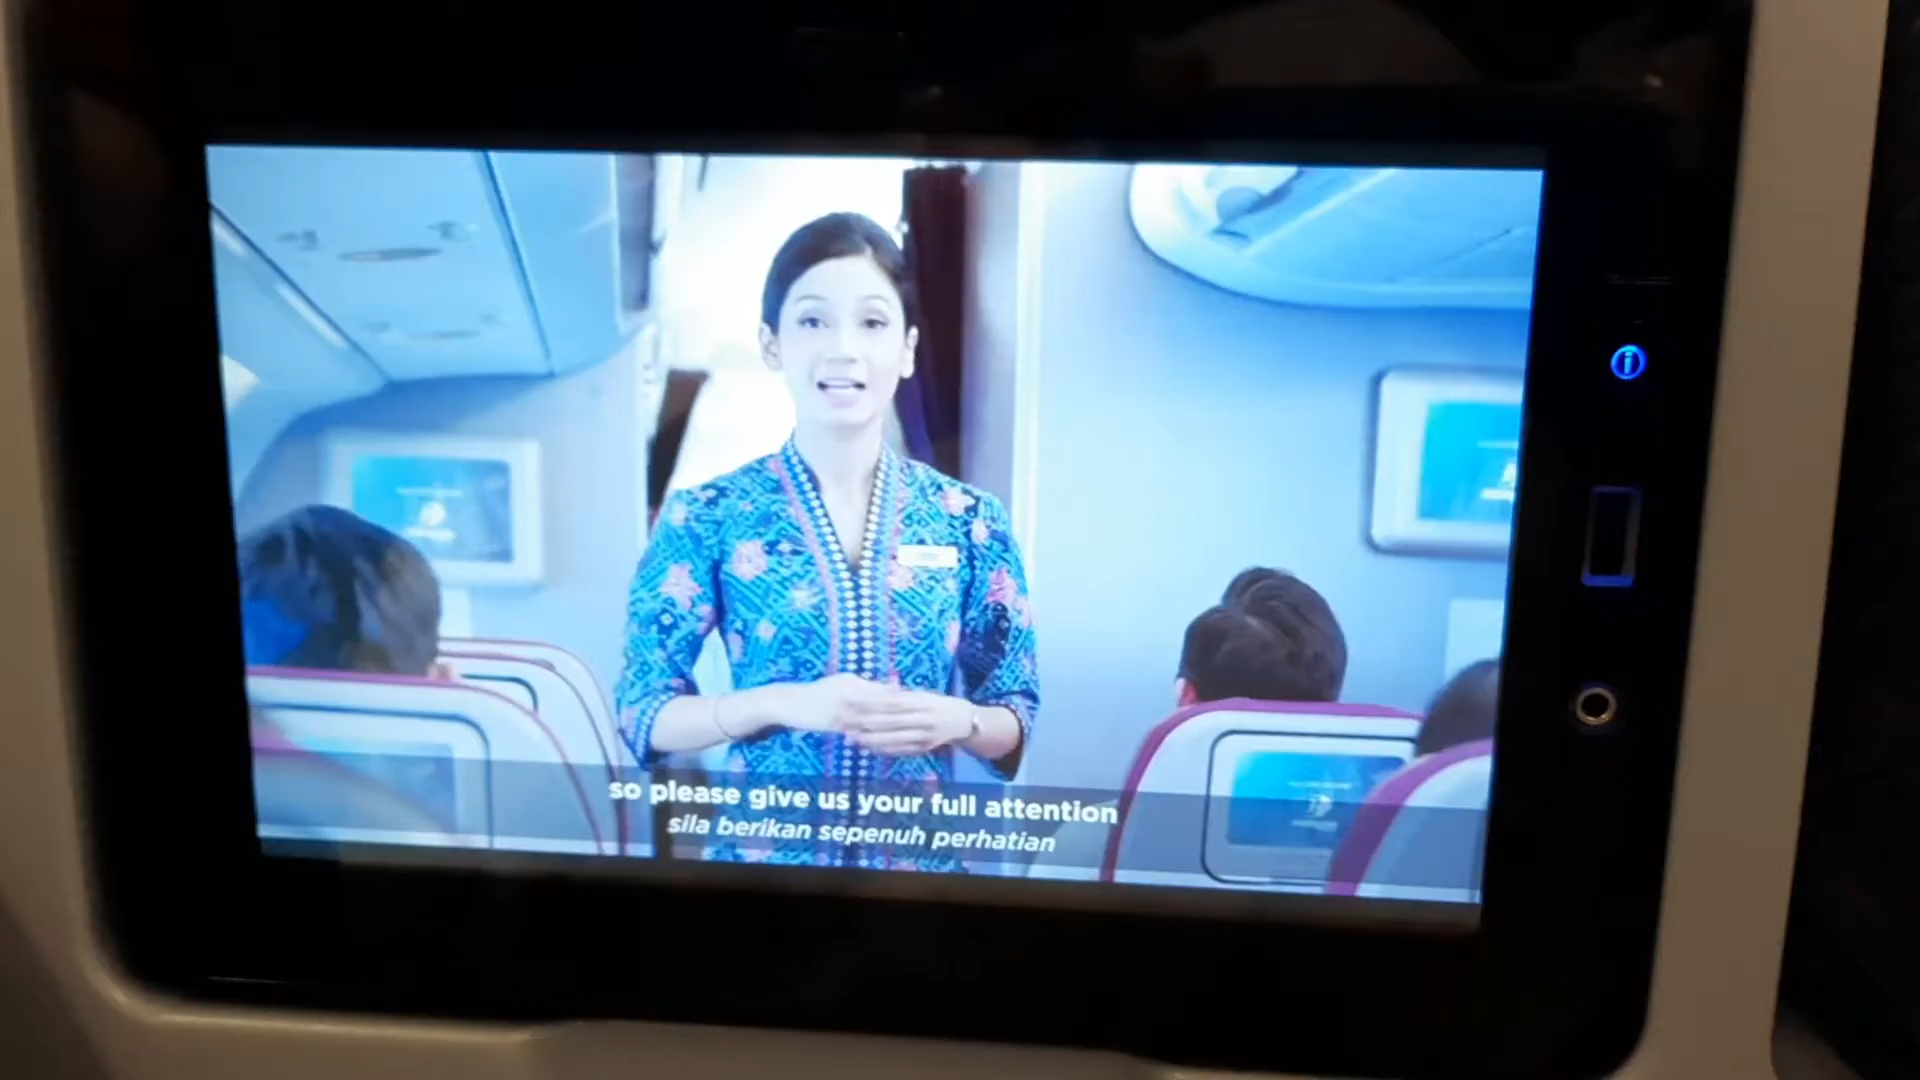 so please give us your full attention
sila berikan sepenuh perhatian